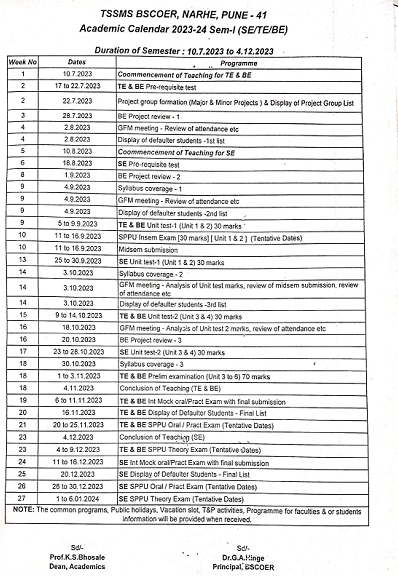 TSSMS BSCOER, NARHE, PUNE - 41
Academic Calendar 2023-24 Sem-I (SE/TE/BE)
Duration of Semester : 10.7.2023 to 4.12.2023
Week No Dates Programme
1 10.7.2023 Coommencement of Teaching for TE & BE
2 17 to 22.7.2023 TE & BE Pre-requisite test
2 22.7.2023 Project group formation (Major & Minor Projects ) & Display of Project Group List
3 28.7.2023 BE Project review - 1
4 2.8.2023 GFM meeting - Review of attendance etc
4 2.8.2023 Display of defaulter students -1st list
5 10.8.2023 Coommencement of Teaching for SE
6 18.8.2023 SE Pre-requisite test
8 1.9.2023 BE Project review - 2
9 4.9.2023 Syllabus coverage - 1
9 4.9.2023 GFM meeting - Review of attendance etc
9 4.9.2023 Display of defaulter students -2nd list
9 5 to 9.9.2023 TE & BE Unit test-1 (Unit 1 & 2) 30 marks
10 11 to 16.9.2023 SPPU Insem Exam [30 marks] [ Unit 1 & 2 ] (Tentative Dates)
10 11 to 16.9.2023 Midsem submission
13 25 to 30.9.2023 SE Unit test-1 (Unit 1 & 2) 30 marks
14 3.10.2023 Syllabus coverage - 2
14 3.10.2023 GFM meeting - Analysis of Unit test marks, review of midsem submission, review
of attendance etc
14 3.10.2023 Display of defaulter students -3rd list
15 9 to 14.10.2023 TE & BE Unit test-2 (Unit 3 & 4) 30 marks
16 18.10.2023 GFM meeting - Analysis of Unit test 2 marks, review of attendance etc
16 20.10.2023 BE Project review - 3
17 23 to 28.10.2023 SE Unit test-2 (Unit 3 & 4) 30 marks
18 30.10.2023 Syllabus coverage - 3
18 1 to 3.11.2023 TE & BE Prelim examination (Unit 3 to 6) 70 marks
18 4.11.2023 Conclusion of Teaching (TE & BE)
19 6 to 11.11.2023 TE & BE Int Mock oral/Pract Exam with final submission
20 16.11.2023 TE & BE Display of Defaulter Students - Final List
21 20 to 25.11.2023 TE & BE SPPU Oral / Pract Exam (Tentative Dates)
23 4.12.2023 Conclusion of Teaching (SE)
23 4 to 9.12.2023 TE & BE SPPU Theory Exam (Tentative Dates)
24 11 to 16.12.2023 SE Int Mock oral/Pract Exam with final submission
25 20.12.2023 SE Display of Defaulter Students - Final List
26 26 to 30.12.2023 SE SPPU Oral / Pract Exam (Tentative Dates)
27 1 to 6.01.2024 SE SPPU Theory Exam (Tentative Dates)
NOTE: The common programs, Public holidays, Vacation slot, T&P activities, Programme for faculties & or students
information will be provided when received.
Sd/- Sd/-
Prof.K.S.Bhosale Dr.G.A.Hinge
Dean, Academics Principal, BSCOER